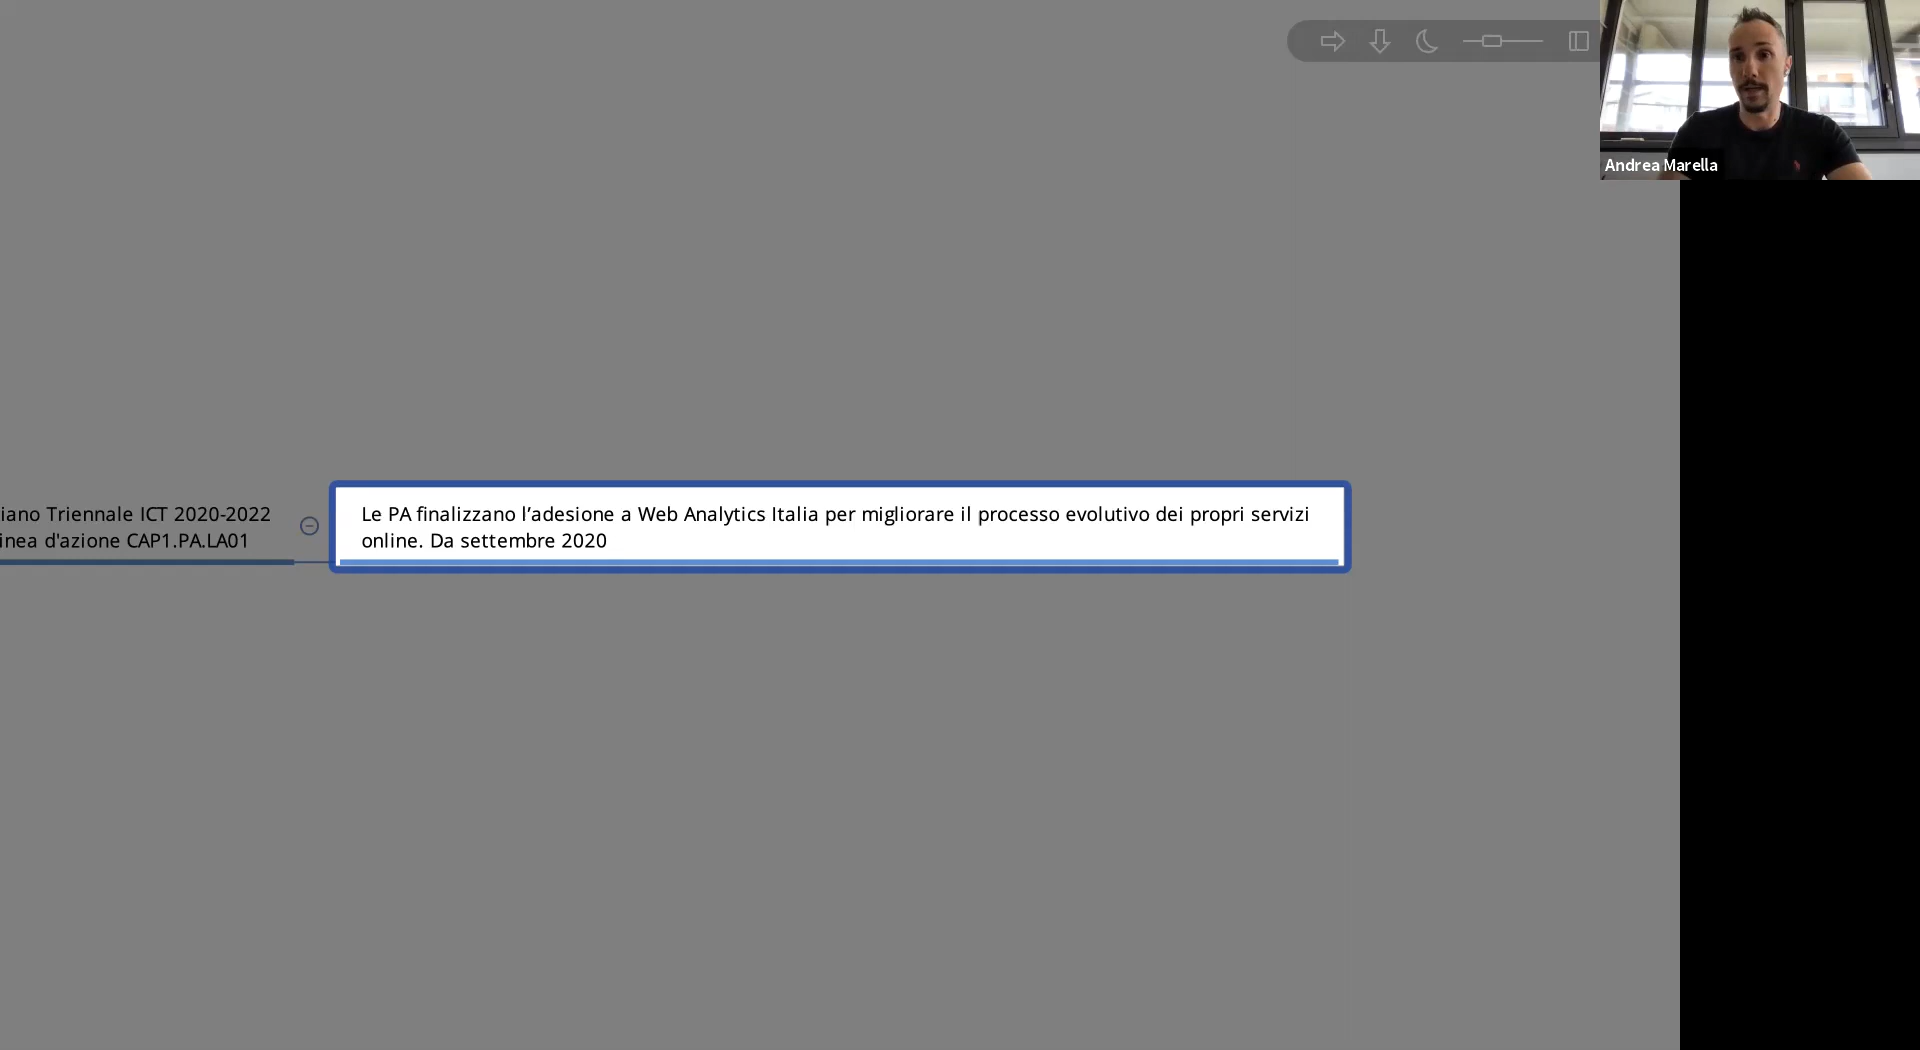 Andrea Marella
iano Triennale ICT 2020-2022
inea d'azione CAP1.PA.LA01
Le PA finalizzano l’adesione a Web Analytics Italia per migliorare il processo evolutivo dei propri servizi
online. Da settembre 2020